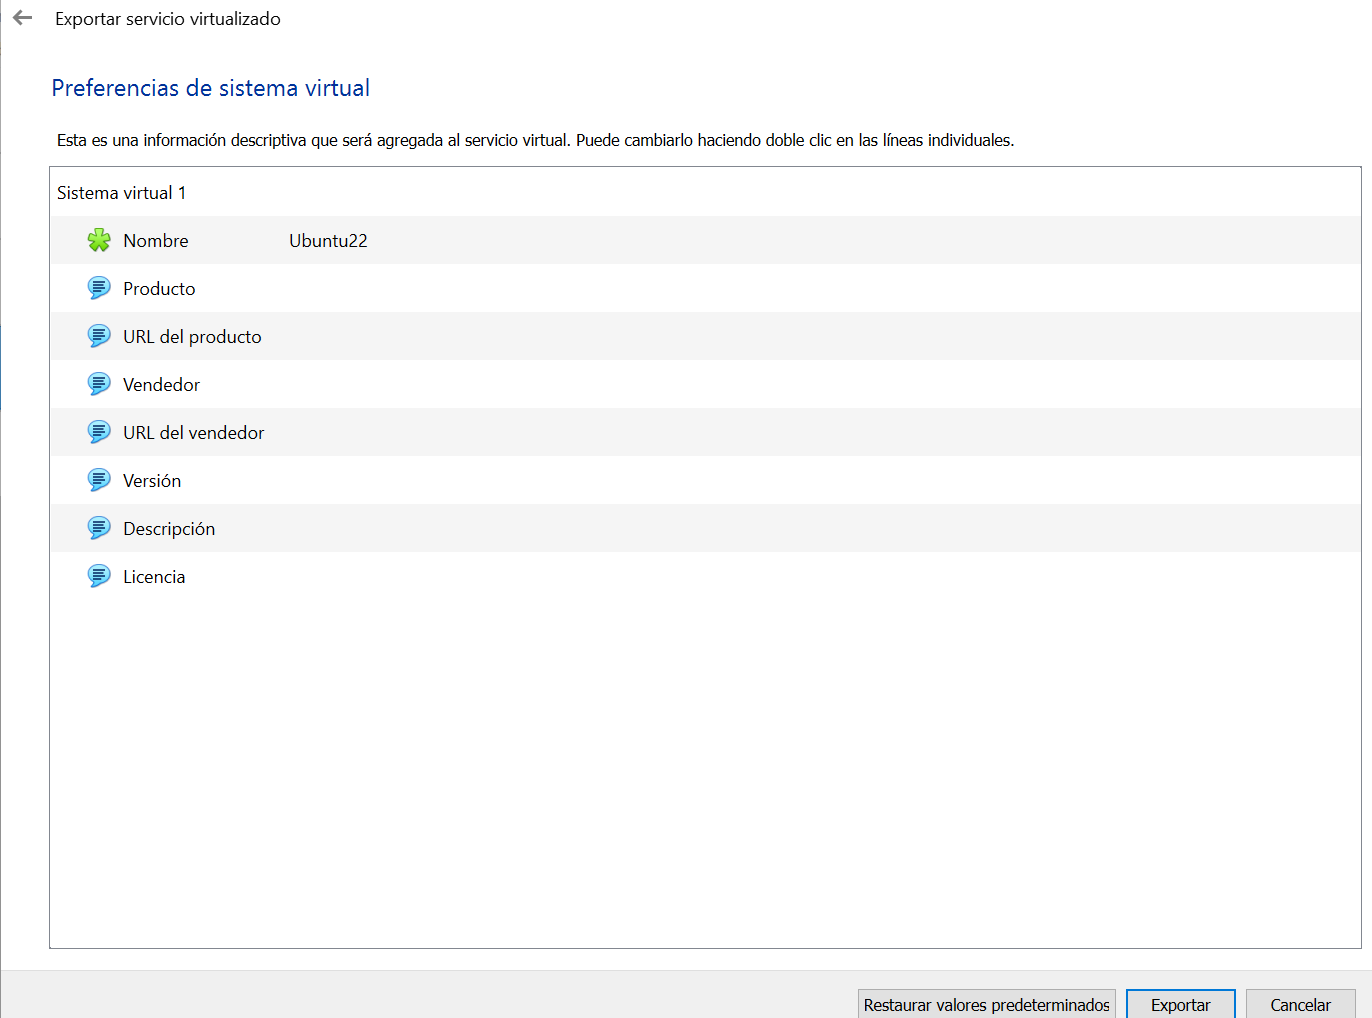 Exportar servicio virtualizado
Preferencias de sistema virtual
Esta es una información descriptiva que será agregada al servicio virtual. Puede cambiarlo haciendo doble clic en las líneas individuales.
Sistema virtual 1
Nombre Ubuntu22
Producto
URL del producto
Vendedor
URL del vendedor
Versión
Descripción
Licencia
Restaurar valores predeterminados Exportar Cancelar